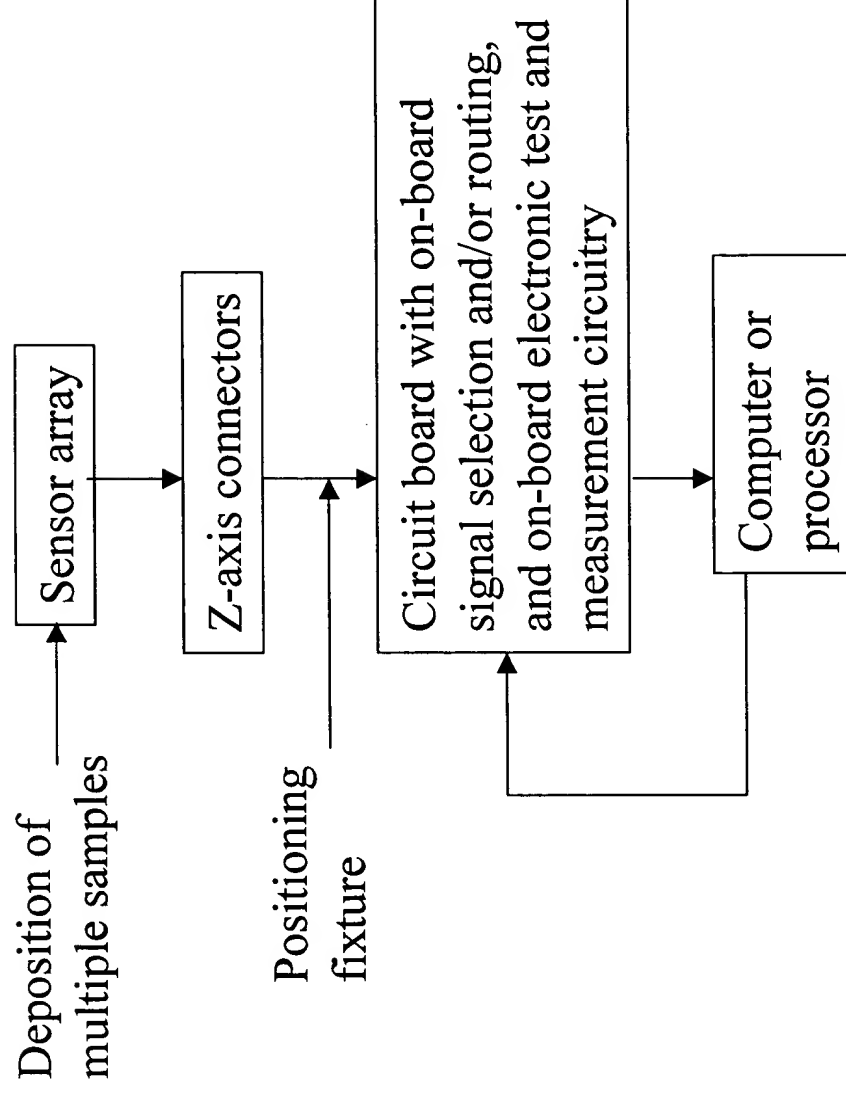 Deposition of
multiple samples
Sensor array
Z-axis connectors
Positioning
fixture
Circuit board with on-board
signal selection and/or routing,
and on-board electronic test and
measurement circuitry
Computer or
processor